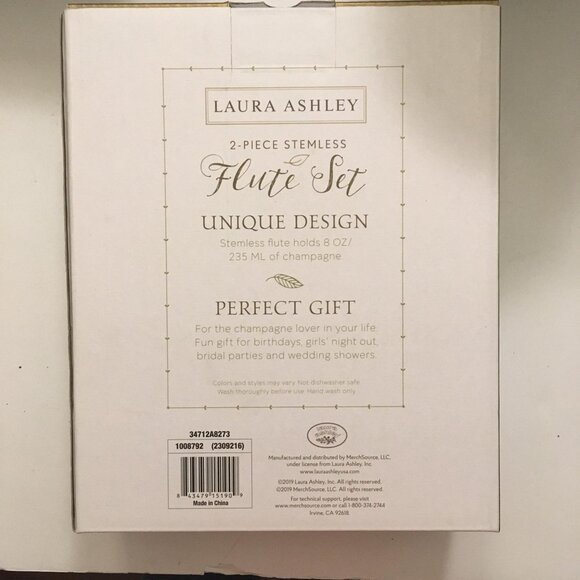 LAURA ASHLEY
2-PIECE STEMLESS
Flute Set
UNIQUE DESIGN
Stemless flute holds 8 OZ/
235 ML of champagne
PERFECT GIFT
For the champagne lover in your life.
Fun gift for birthdays, girls' night out,
bridal parties and wedding showers.
Colors and styles may vary. Not dishwasher safe.
Wash thoroughly before use. Hand wash only.
34712A8273
1008792 (2309216)
8 43479 15190 9
Made in China
Manufactured and distributed by MerchSource, LLC,
under license from Laura Ashley, Inc.
www.lauraashleyusa.com
©2019 Laura Ashley, Inc. All rights reserved.
©2019 MerchSource, LLC. All rights reserved.
For technical support, please visit
www.merchsource.com or call 1-800-374-2744
Irvine, CA 92618.